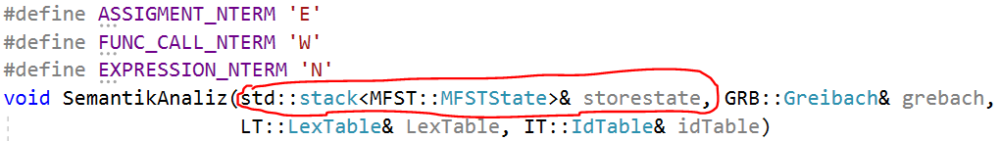 #define ASSIGMENT_NTERM 'E'
#define FUNC_CALL_NTERM 'W'
#define EXPRESSION_NTERM 'N'
void SemantikAnaliz(std::stack<MFST::MFSTState>& storestate, GRB::Greibach& grebach,
LT::LexTable& LexTable, IT::IdTable& idTable)